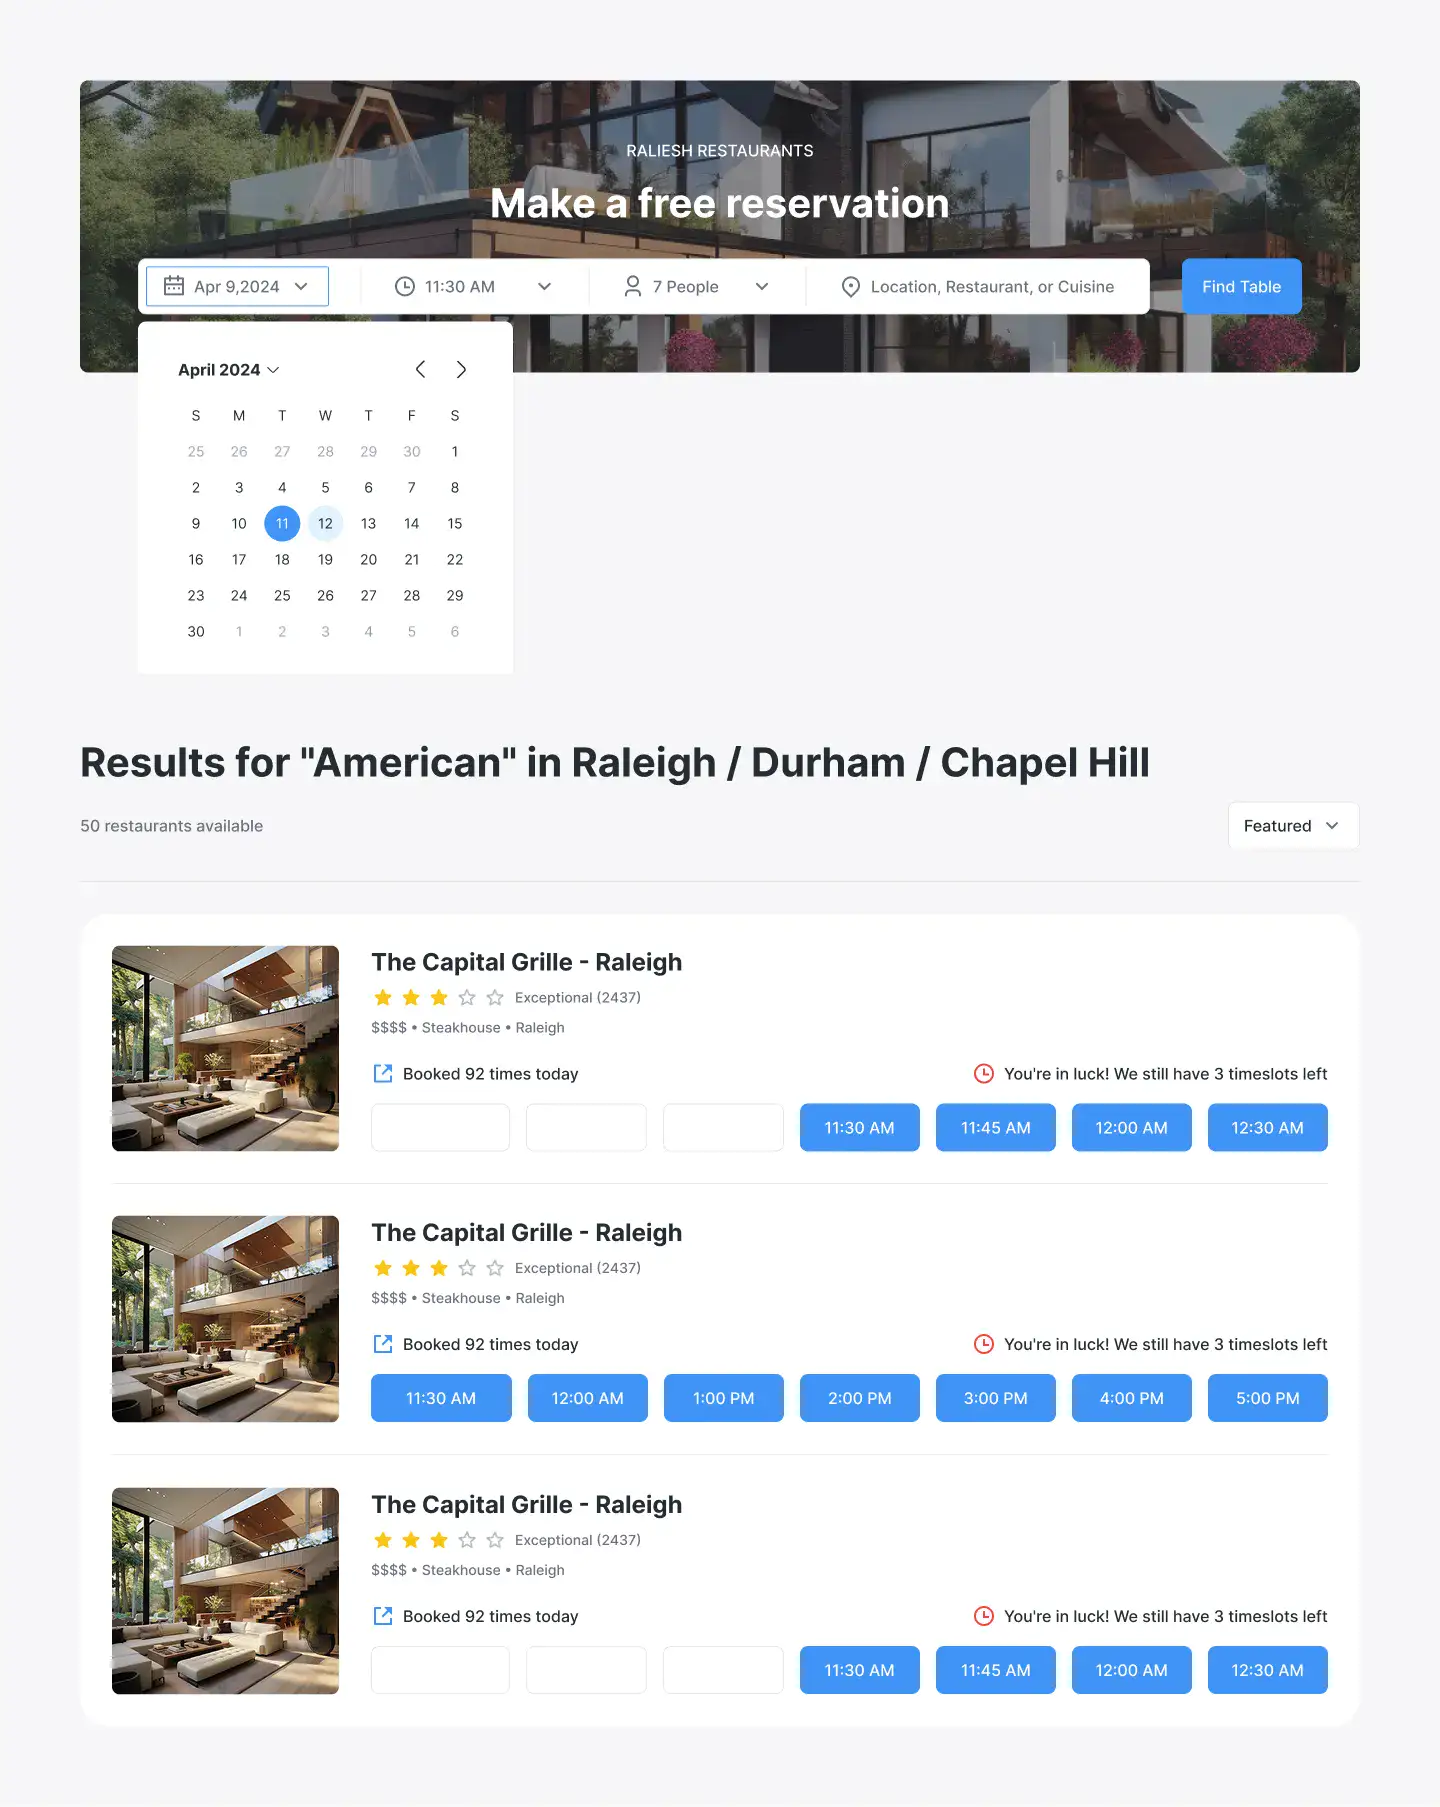 RALIESH RESTAURANTS
Make a free reservation
Apr 9,2024 11:30 AM 7 People Location, Restaurant, or Cuisine Find Table
April 2024
S M T W T F S
25 26 27 28 29 30 1
2 3 4 5 6 7 8
9 10 11 12 13 14 15
16 17 18 19 20 21 22
23 24 25 26 27 28 29
30 1 2 3 4 5 6
Results for "American" in Raleigh / Durham / Chapel Hill
50 restaurants available Featured
The Capital Grille - Raleigh
Exceptional (2437)
$$$$ • Steakhouse • Raleigh
Booked 92 times today You're in luck! We still have 3 timeslots left
11:30 AM 11:45 AM 12:00 AM 12:30 AM
The Capital Grille - Raleigh
Exceptional (2437)
$$$$ • Steakhouse • Raleigh
Booked 92 times today You're in luck! We still have 3 timeslots left
11:30 AM 12:00 AM 1:00 PM 2:00 PM 3:00 PM 4:00 PM 5:00 PM
The Capital Grille - Raleigh
Exceptional (2437)
$$$$ • Steakhouse • Raleigh
Booked 92 times today You're in luck! We still have 3 timeslots left
11:30 AM 11:45 AM 12:00 AM 12:30 AM